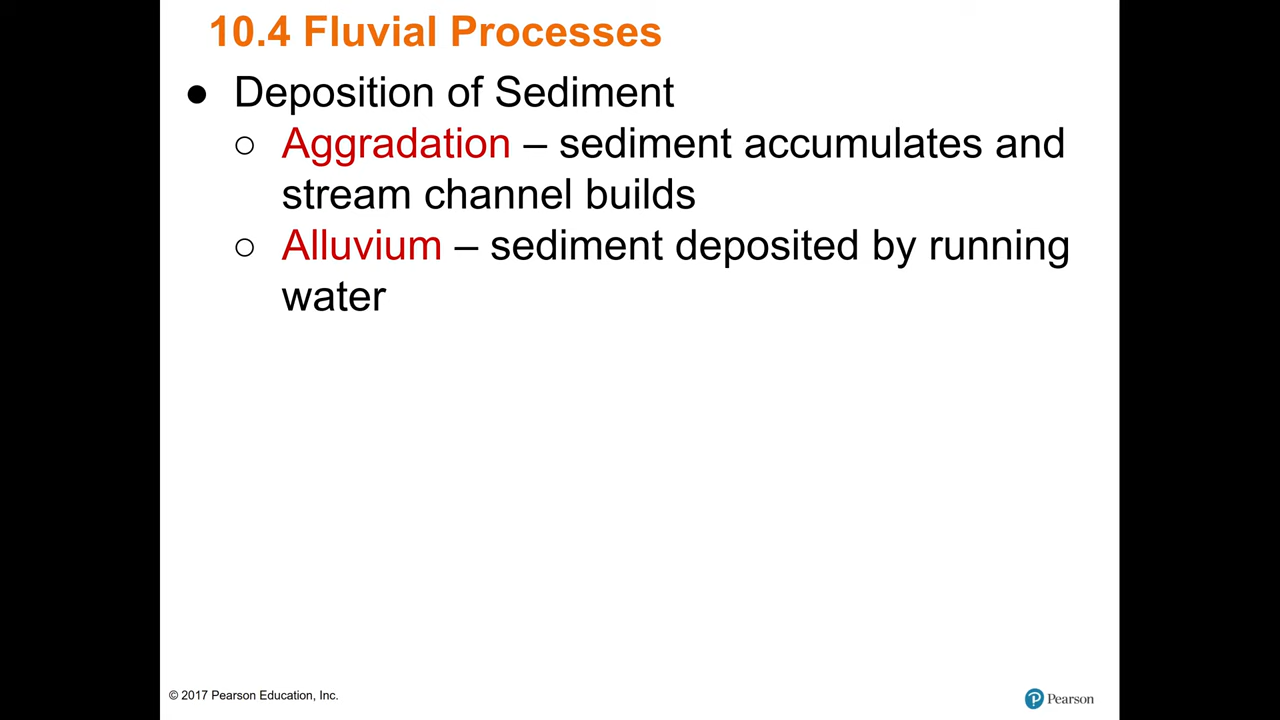 10.4 Fluvial Processes
● Deposition of Sediment
○ Aggradation – sediment accumulates and
stream channel builds
○ Alluvium – sediment deposited by running
water
© 2017 Pearson Education, Inc.
P Pearson